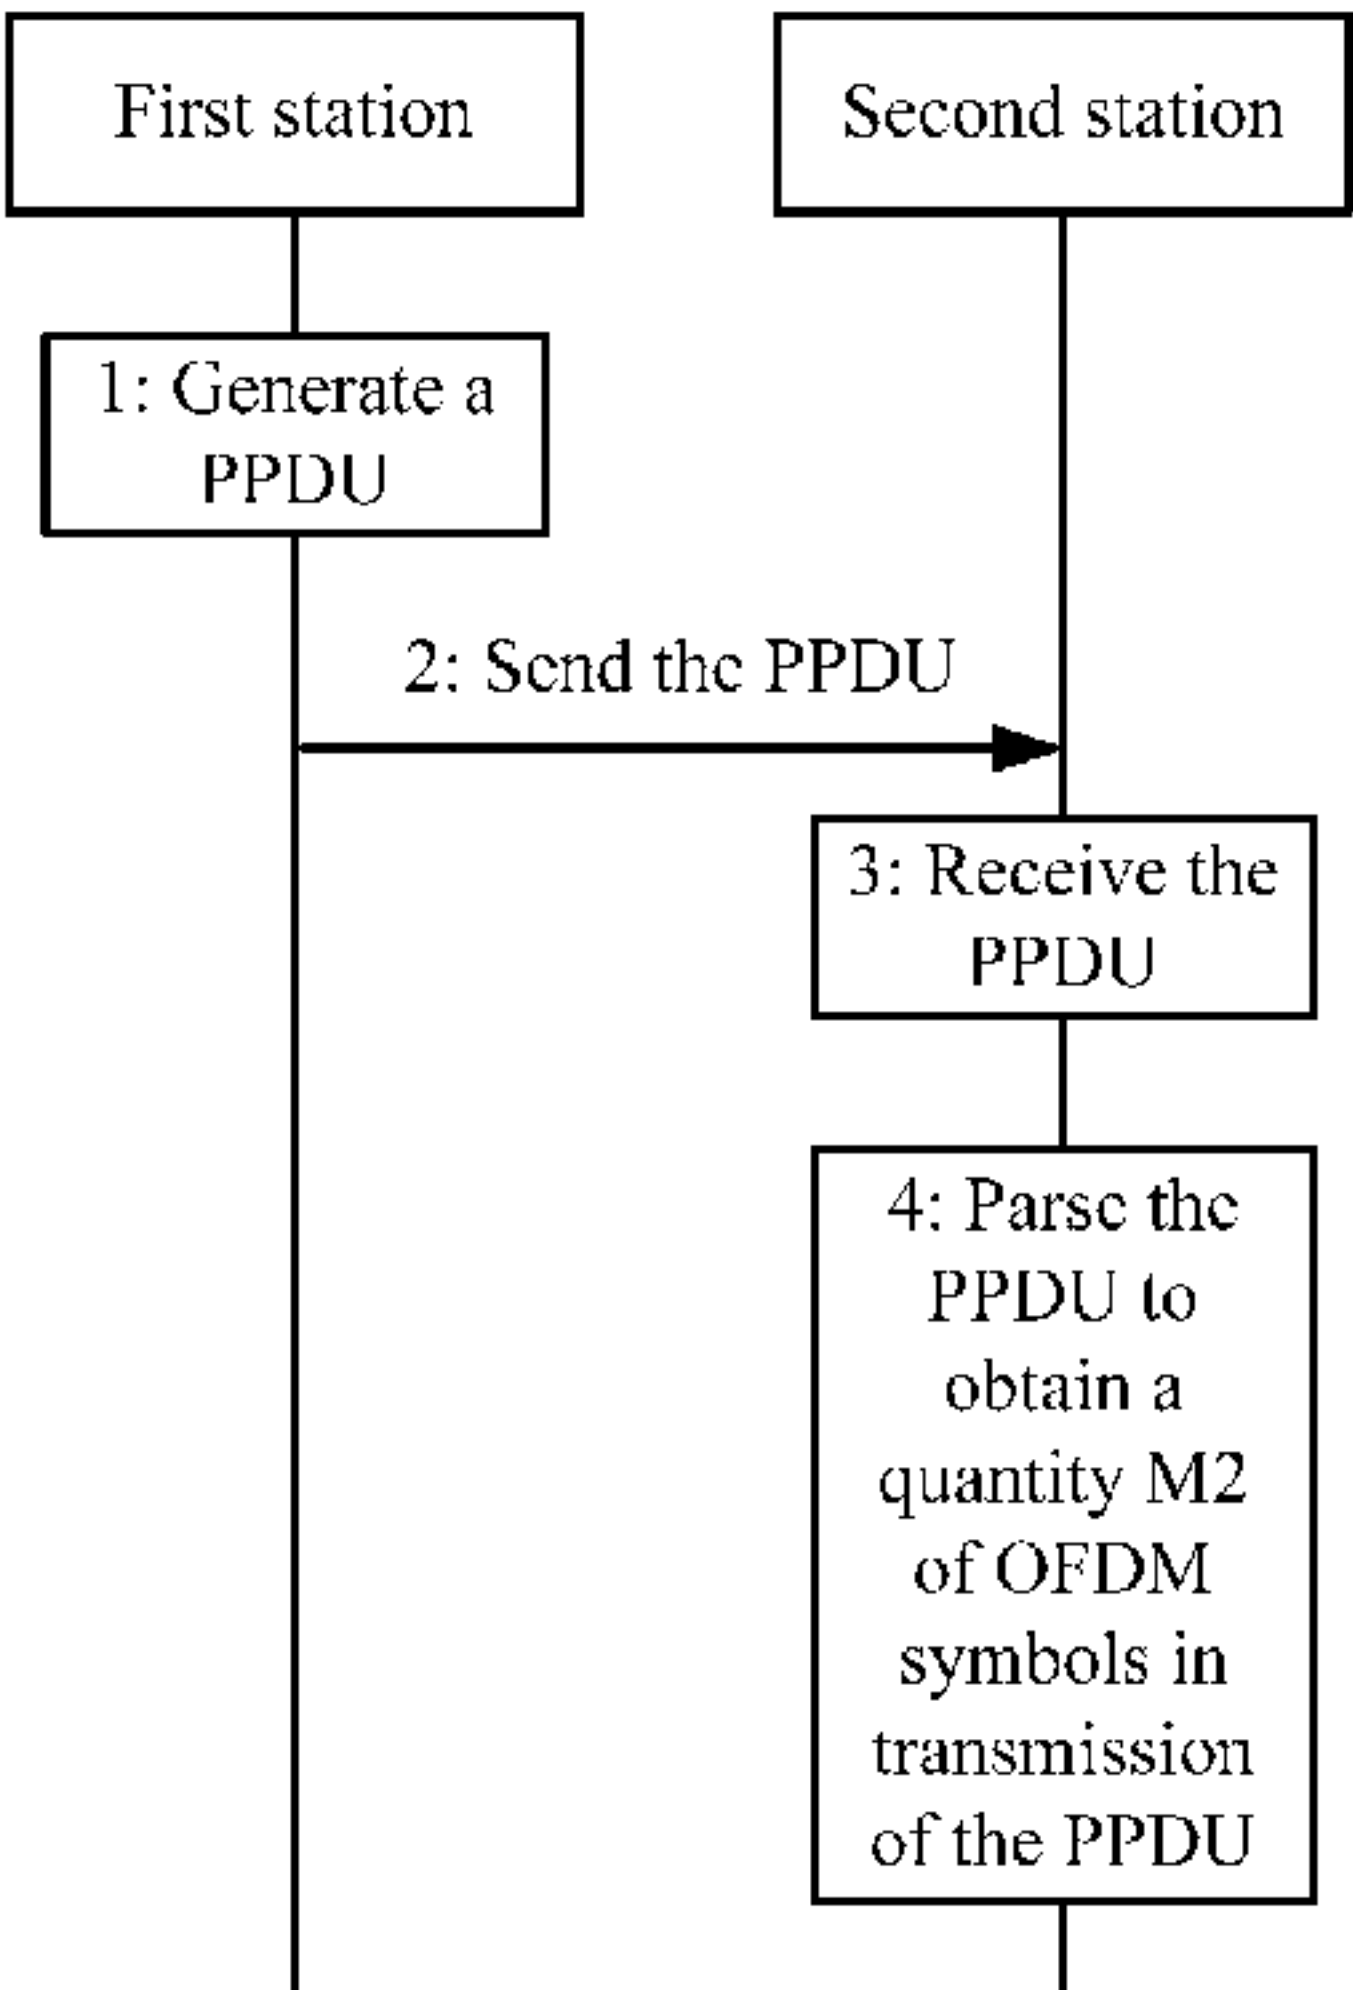 First station
Second station
1: Generate a
PPDU
2: Send the PPDU
3: Receive the
PPDU
4: Parse the
PPDU to
obtain a
quantity M2
of OFDM
symbols in
transmission
of the PPDU